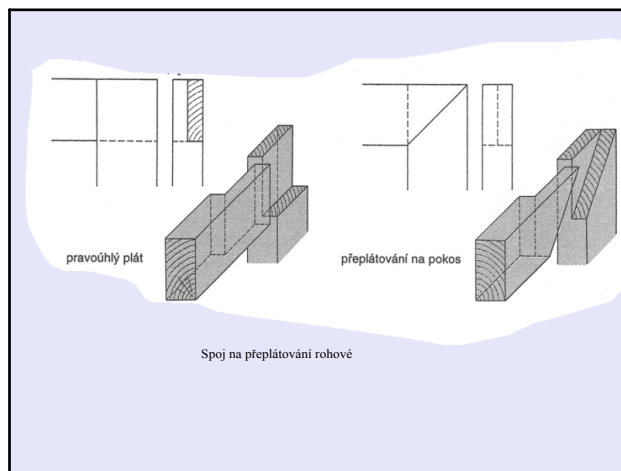 pravoúhlý plát
přeplátování na pokos
Spoj na přeplátování rohové